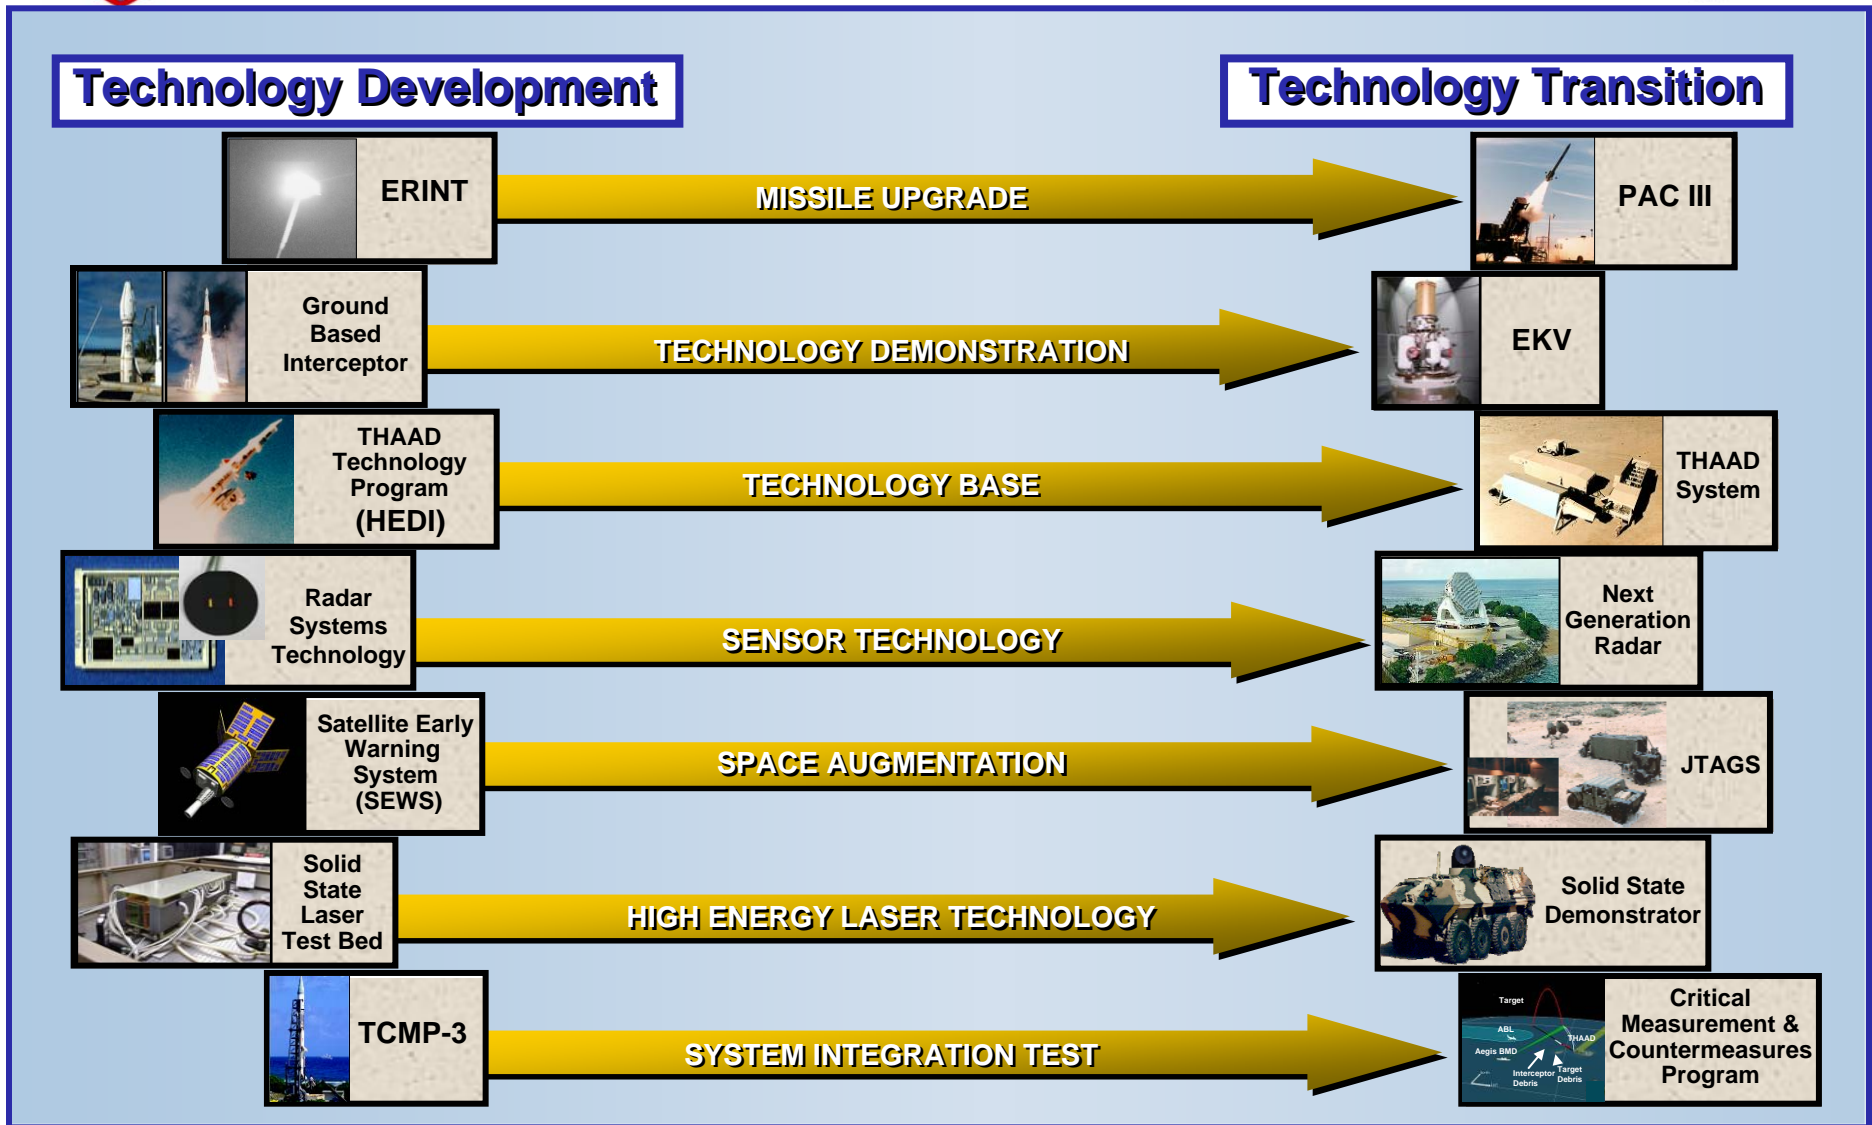 Technology Development
Technology Transition
ERINT
MISSILE UPGRADE
PAC III
Ground
Based
Interceptor
TECHNOLOGY DEMONSTRATION
EKV
THAAD
Technology
Program
(HEDI)
TECHNOLOGY BASE
THAAD
System
Radar
Systems
Technology
SENSOR TECHNOLOGY
Next
Generation
Radar
Satellite Early
Warning
System
(SEWS)
SPACE AUGMENTATION
JTAGS
Solid
State
Laser
Test Bed
HIGH ENERGY LASER TECHNOLOGY
Solid State
Demonstrator
TCMP-3
SYSTEM INTEGRATION TEST
Target
ABL
THAAD
Aegis BMD
Interceptor
Debris
Target
Debris
Critical
Measurement &
Countermeasures
Program